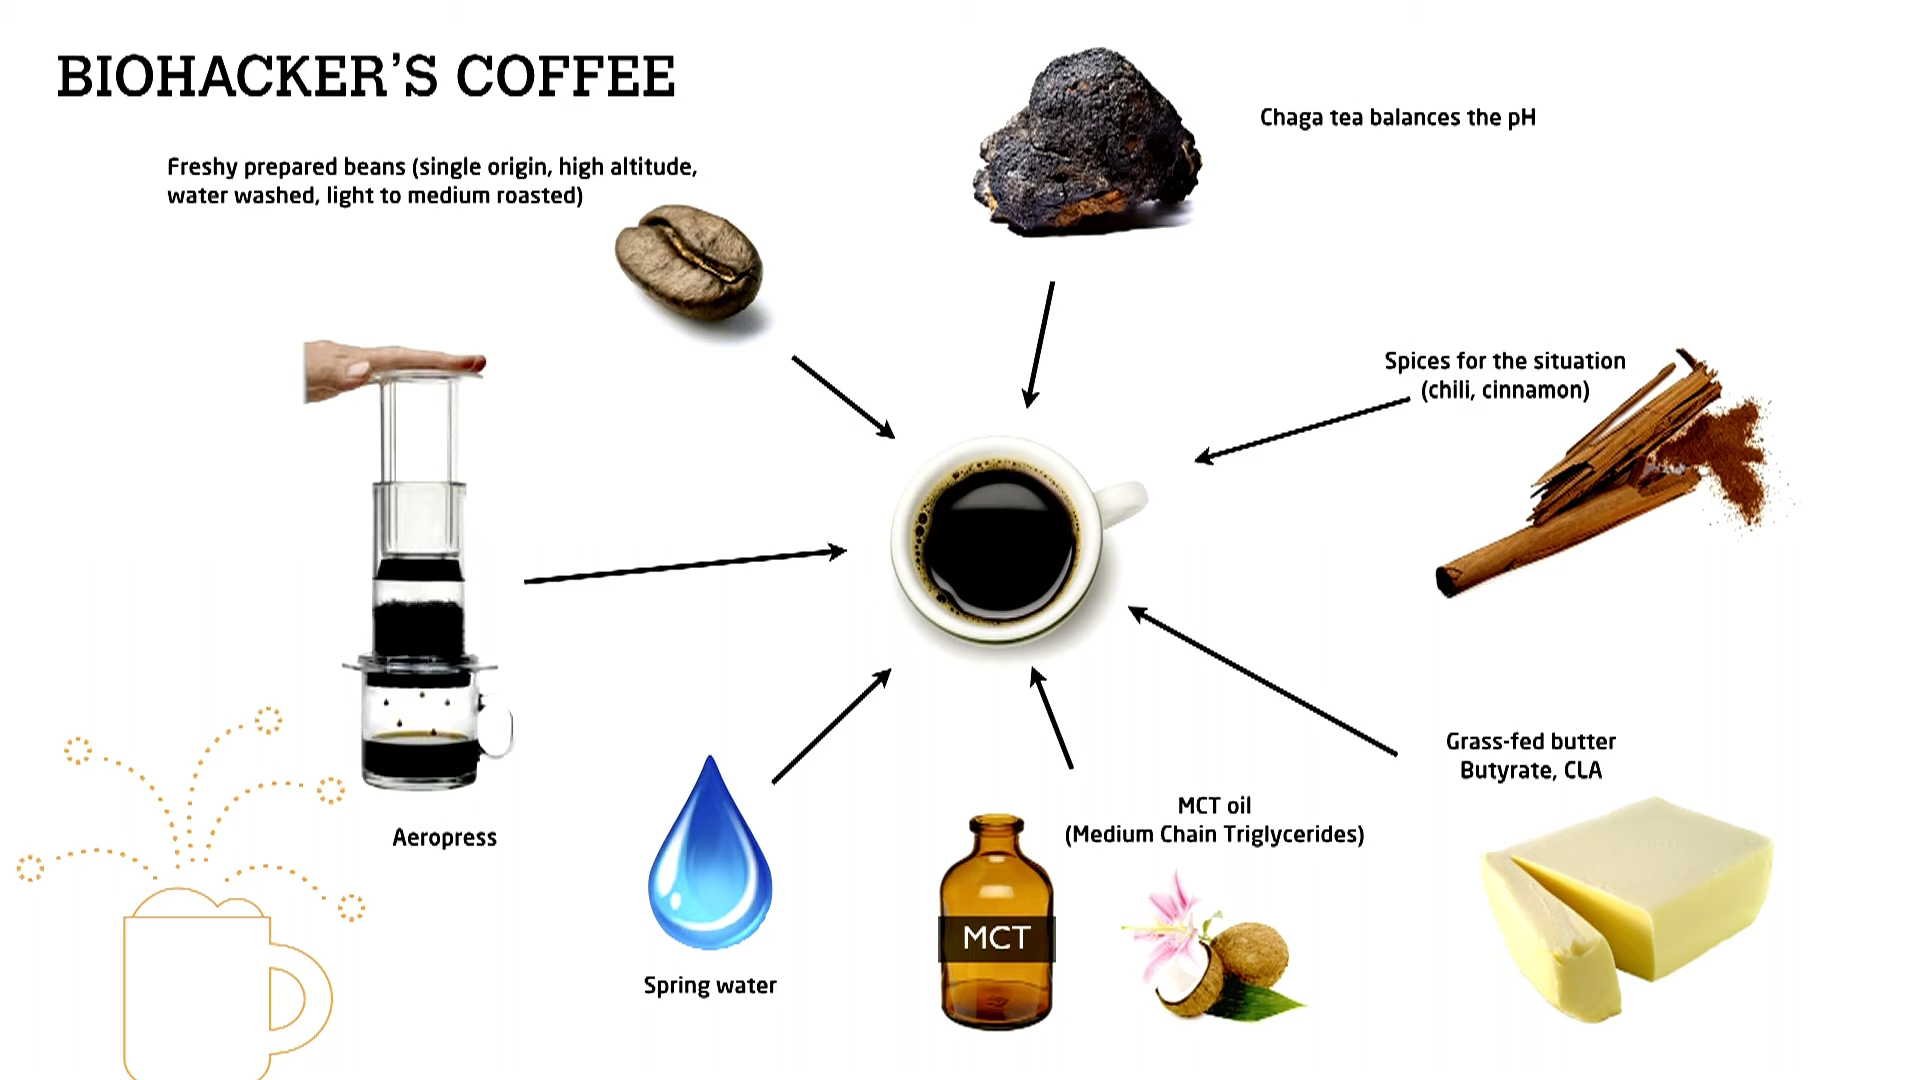 BIOHACKER'S COFFEE
Chaga tea balances the pH
Freshy prepared beans (single origin, high altitude,
water washed, light to medium roasted)
Spices for the situation
(chili, cinnamon)
Grass-fed butter
Butyrate, CLA
MCT oil
(Medium Chain Triglycerides)
Aeropress
MCT
Spring water